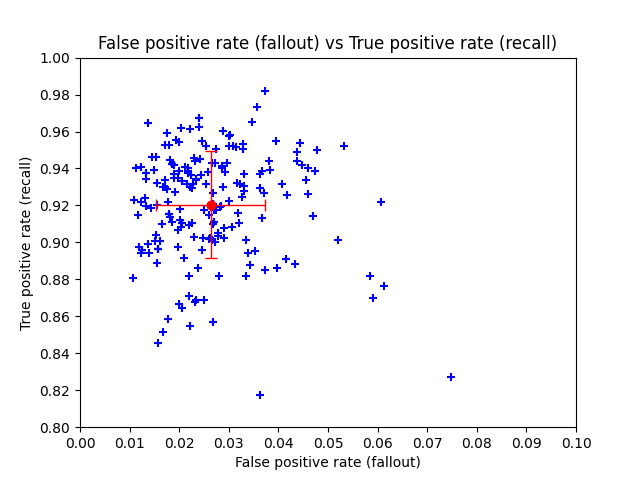 False positive rate (fallout) vs True positive rate (recall)
1.00
0.98
0.96
0.94
0.92
0.90
0.88
0.86
0.84
0.82
0.80
True positive rate (recall)
0.00 0.01 0.02 0.03 0.04 0.05 0.06 0.07 0.08 0.09 0.10
False positive rate (fallout)